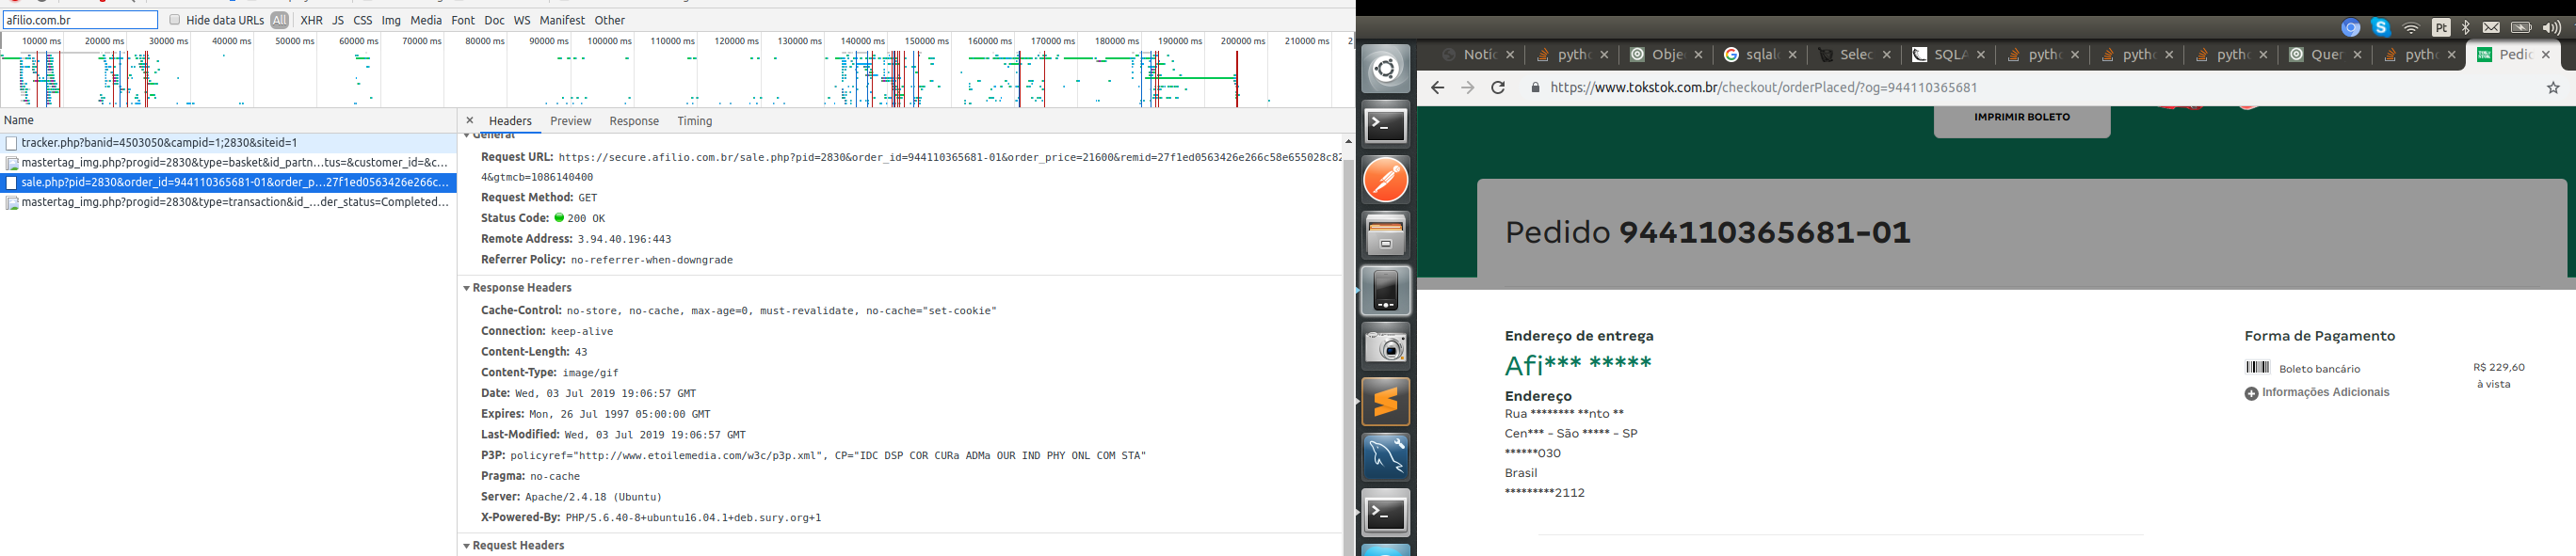 afilio.com.br
Hide data URLs All XHR JS CSS Img Media Font Doc WS Manifest Other
10000 ms 20000 ms 30000 ms 40000 ms 50000 ms 60000 ms 70000 ms 80000 ms 90000 ms 100000 ms 110000 ms 120000 ms 130000 ms 140000 ms 150000 ms 160000 ms 170000 ms 180000 ms 190000 ms 200000 ms 210000 ms 2
Name
tracker.php?banid=4503050&campid=1;2830&siteid=1
mastertag_img.php?progid=2830&type=basket&id_partn…tus=&customer_id=&c…
sale.php?pid=2830&order_id=944110365681-01&order_p…27f1ed0563426e266c…
mastertag_img.php?progid=2830&type=transaction&id_…der_status=Completed…
× Headers Preview Response Timing
General
Request URL: https://secure.afilio.com.br/sale.php?pid=2830&order_id=944110365681-01&order_price=21600&remid=27f1ed0563426e266c58e655028c82
4&gtmcb=1086140400
Request Method: GET
Status Code: 200 OK
Remote Address: 3.94.40.196:443
Referrer Policy: no-referrer-when-downgrade
Response Headers
Cache-Control: no-store, no-cache, max-age=0, must-revalidate, no-cache="set-cookie"
Connection: keep-alive
Content-Length: 43
Content-Type: image/gif
Date: Wed, 03 Jul 2019 19:06:57 GMT
Expires: Mon, 26 Jul 1997 05:00:00 GMT
Last-Modified: Wed, 03 Jul 2019 19:06:57 GMT
P3P: policyref="http://www.etoilemedia.com/w3c/p3p.xml", CP="IDC DSP COR CURa ADMa OUR IND PHY ONL COM STA"
Pragma: no-cache
Server: Apache/2.4.18 (Ubuntu)
X-Powered-By: PHP/5.6.40-8+ubuntu16.04.1+deb.sury.org+1
Request Headers
Pt
Notíc × pytho × Obje × sqlal × Selec × SQLA × pytho × pytho × pytho × Quer × pytho × Pedid ×
https://www.tokstok.com.br/checkout/orderPlaced/?og=944110365681
IMPRIMIR BOLETO
Pedido 944110365681-01
Endereço de entrega
Afi*** *****
Endereço
Rua ******** **nto **
Cen*** - São ***** - SP
******030
Brasil
*********2112
Forma de Pagamento
Boleto bancário R$ 229,60
à vista
Informações Adicionais